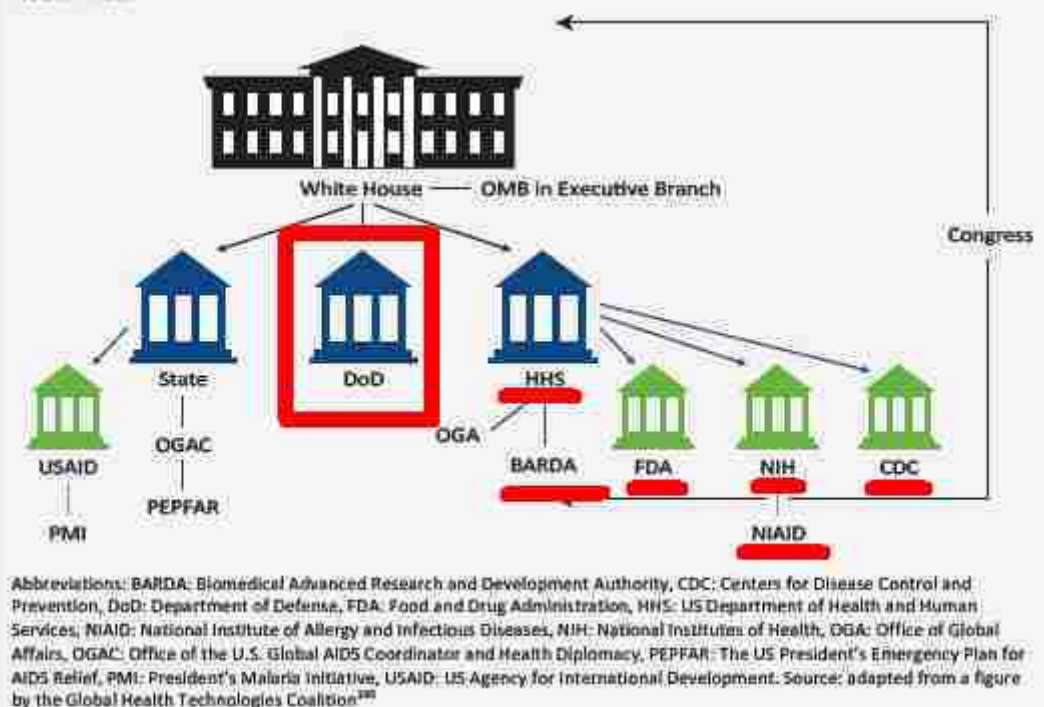 White House — OMB in Executive Branch
Congress
State
DoD
HHS
OGA
OGAC
BARDA
USAID
FDA
NIH
CDC
PEPFAR
PMI
NIAID
Abbreviations: BARDA: Biomedical Advanced Research and Development Authority, CDC: Centers for Disease Control and
Prevention, DoD: Department of Defense, FDA: Food and Drug Administration, HHS: US Department of Health and Human
Services, NIAID: National Institute of Allergy and Infectious Diseases, NIH: National Institutes of Health, OGA: Office of Global
Affairs, OGAC: Office of the U.S. Global AIDS Coordinator and Health Diplomacy, PEPFAR: The US President's Emergency Plan for
AIDS Relief, PMI: President's Malaria Initiative, USAID: US Agency for International Development. Source: adapted from a figure
by the Global Health Technologies Coalition